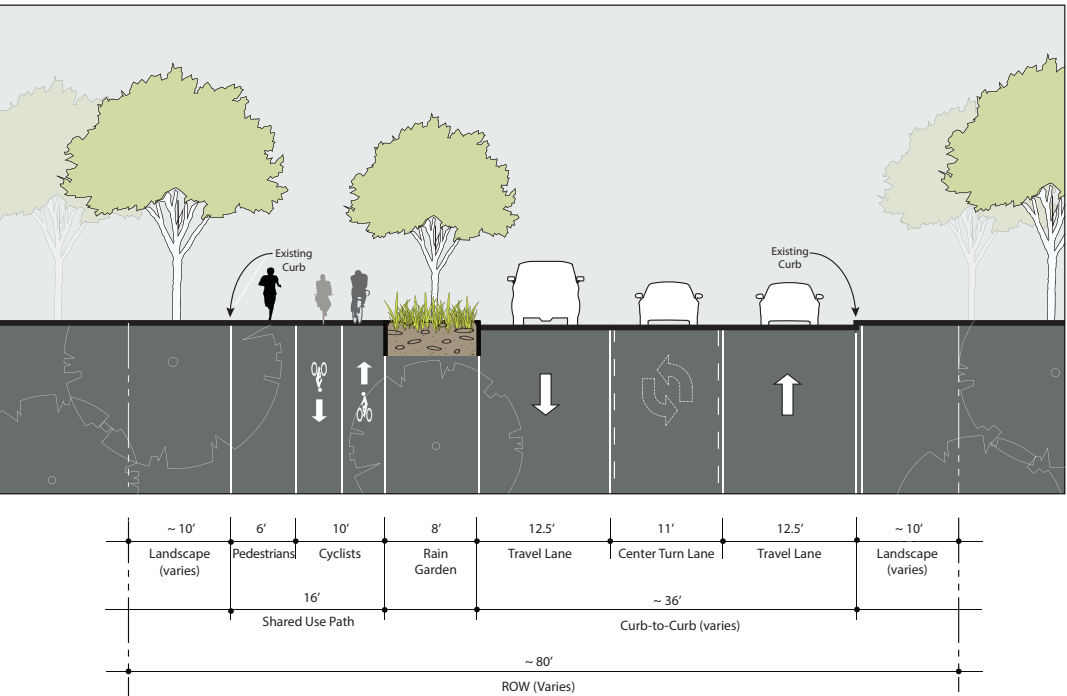 Existing
Curb
Existing
Curb
~ 10’
6’
10’
8’
12.5’
11’
12.5’
~ 10’
Landscape
(varies)
Pedestrians
Cyclists
Rain
Garden
Travel Lane
Center Turn Lane
Travel Lane
Landscape
(varies)
16’
Shared Use Path
~ 36’
Curb-to-Curb (varies)
~ 80’
ROW (Varies)